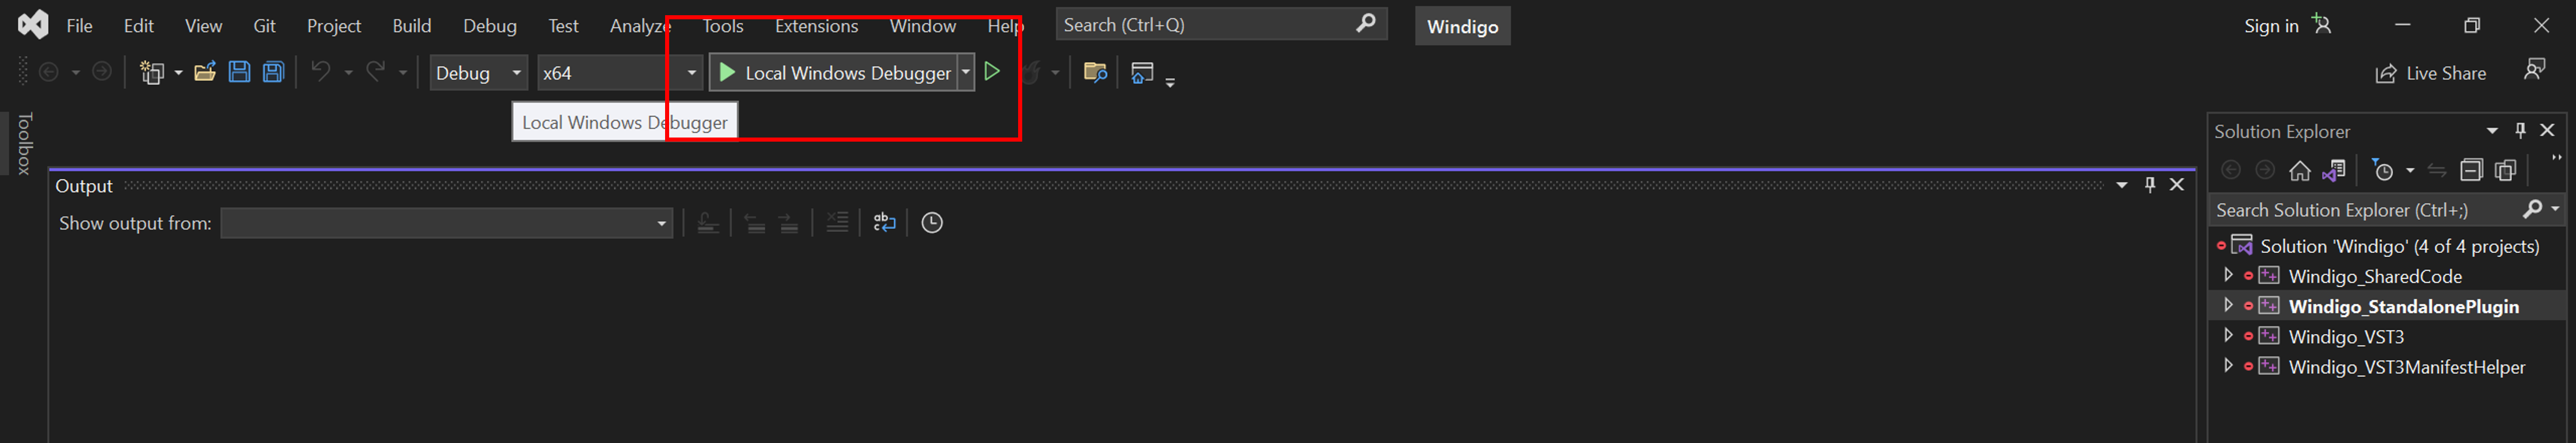 File Edit View Git Project Build Debug Test Analyze Tools Extensions Window Help Search (Ctrl+Q) Windigo Sign in
Debug x64 Local Windows Debugger Live Share
Local Windows Debugger
Toolbox
Output
Show output from:
Solution Explorer
Search Solution Explorer (Ctrl+;)
Solution 'Windigo' (4 of 4 projects)
Windigo_SharedCode
Windigo_StandalonePlugin
Windigo_VST3
Windigo_VST3ManifestHelper